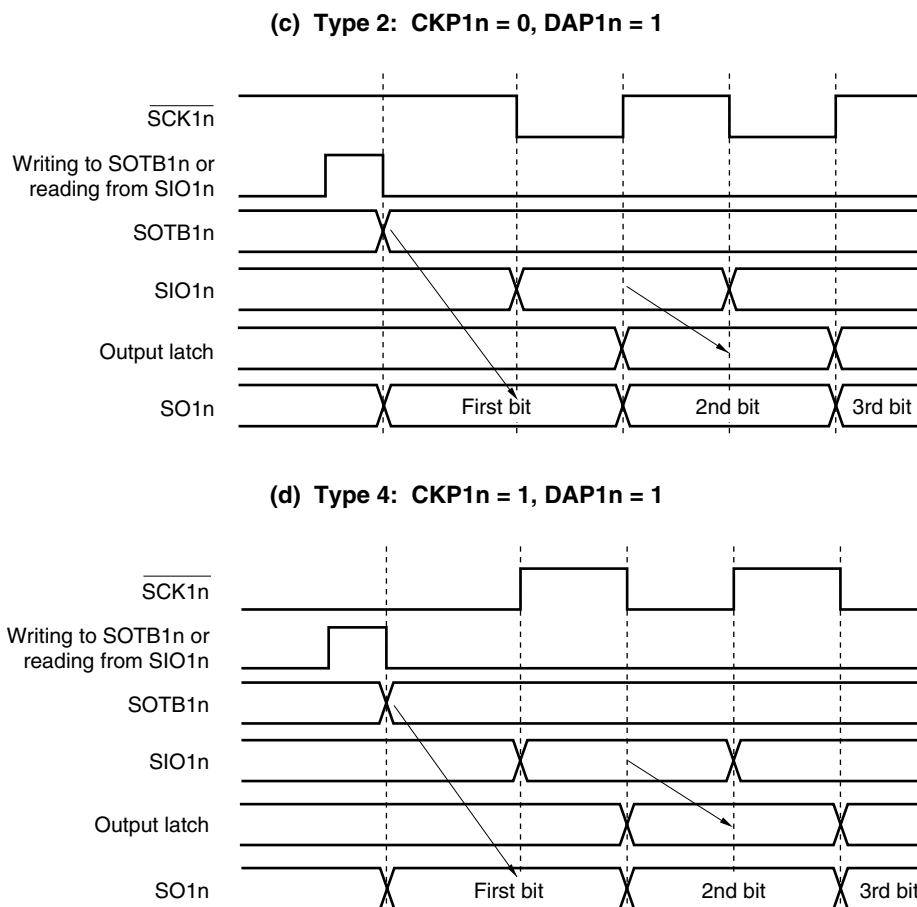 (c) Type 2: CKP1n = 0, DAP1n = 1
SCK1n
Writing to SOTB1n or
reading from SIO1n
SOTB1n
SIO1n
Output latch
SO1n
First bit
2nd bit
3rd bit
(d) Type 4: CKP1n = 1, DAP1n = 1
SCK1n
Writing to SOTB1n or
reading from SIO1n
SOTB1n
SIO1n
Output latch
SO1n
First bit
2nd bit
3rd bit